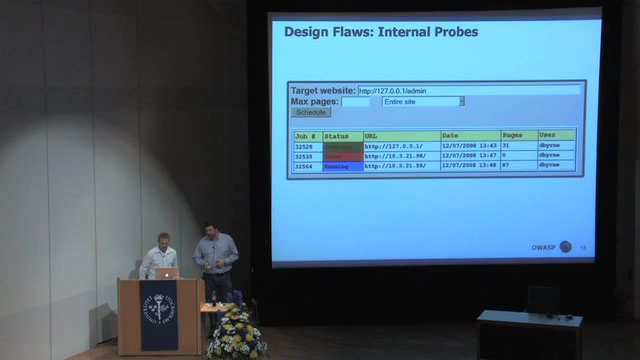 Design Flaws: Internal Probes
Target website: http://127.0.0.1/admin
Max pages: Entire site
Schedule
Job # Status URL Date Pages User
32520 http://127.0.0.1/ 12/07/2008 13:43 31 dbyrne
32535 http://10.3.21.98/ 12/07/2008 13:47 0 dbyrne
32564 Running http://10.3.21.99/ 12/07/2008 13:48 87 dbyrne
OWASP